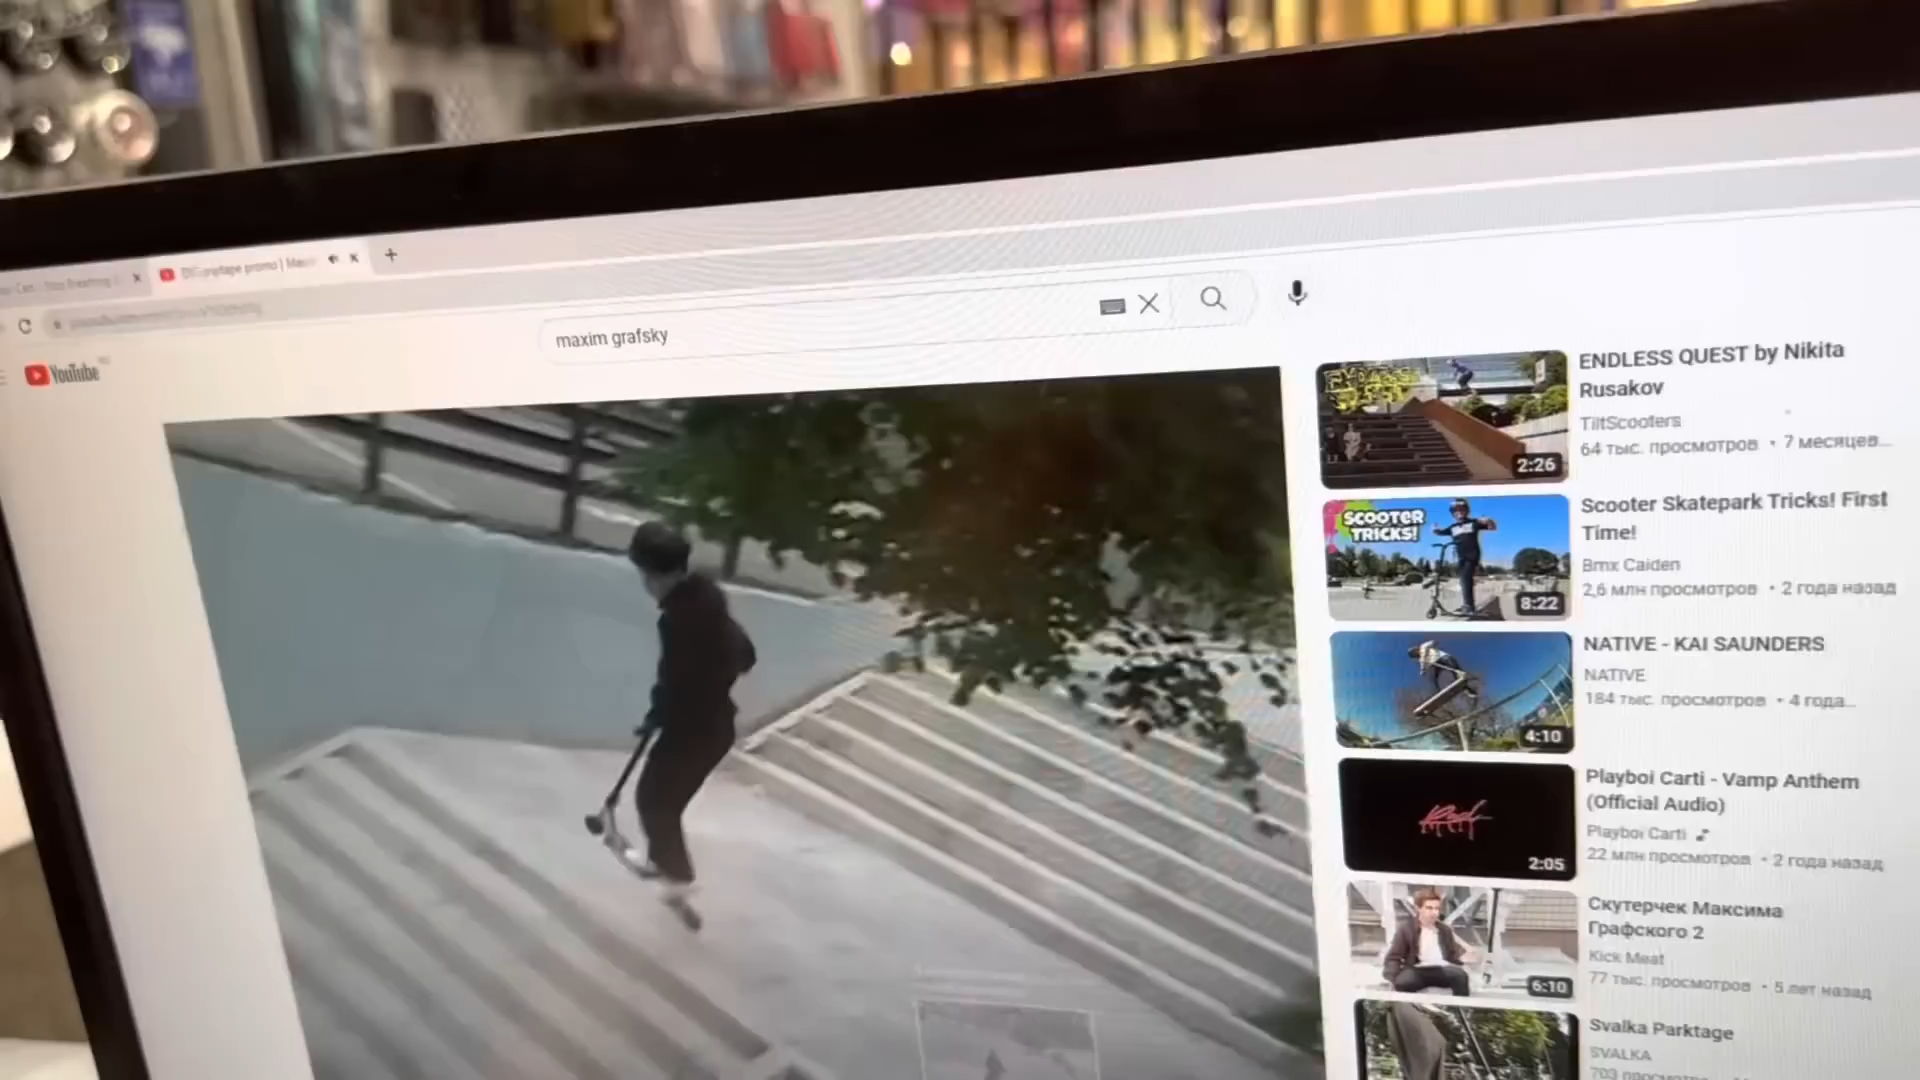 YouTube
maxim grafsky
ENDLESS QUEST by Nikita
Rusakov
TiltScooters
64 тыс. просмотров • 7 месяцев...
2:26
SCOOTER
TRICKS!
8:22
Scooter Skatepark Tricks! First
Time!
Bmx Caiden
2,6 млн просмотров • 2 года назад
4:10
NATIVE - KAI SAUNDERS
NATIVE
184 тыс. просмотров • 4 года...
2:05
Playboi Carti - Vamp Anthem
(Official Audio)
Playboi Carti
22 млн просмотров • 2 года назад
6:10
Скутерчек Максима
Графского 2
Kick Meat
77 тыс. просмотров • 5 лет назад
Svalka Parktage
SVALKA
703